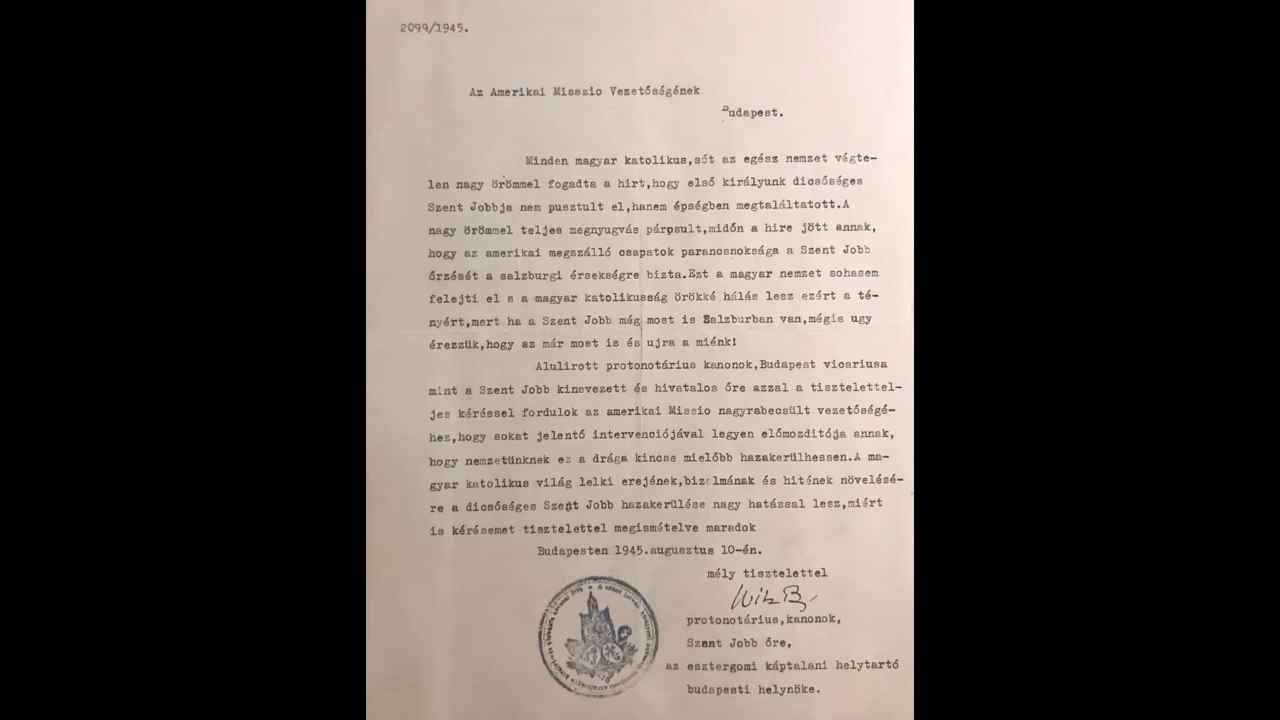 2099/1945.
Az Amerikai Misszio Vezetőségének
Budapest.
Minden magyar katolikus,sőt az egész nemzet végte-
len nagy örömmel fogadta a hirt,hogy első királyunk dicsőséges
Szent Jobbja nem pusztult el,hanem épségben megtaláltatott.A
nagy örömmel teljes megnyugvás párosult,midőn a hire jött annak,
hogy az amerikai megszálló csapatok parancsnoksága a Szent Jobb
őrzését a salzburgi érsekségre bizta.Ezt a magyar nemzet sohasem
felejti el s a magyar katolikusság örökké hálás lesz ezért a té-
nyért,mert ha a Szent Jobb még most is Salzburban van,mégis ugy
érezzük,hogy az már most is és ujra a miénk!
Alulirott protonotárius kanonok,Budapest vicariusa
mint a Szent Jobb kinevezett és hivatalos őre azzal a tisztelettel-
jes kéréssel fordulok az amerikai Missio nagyrabecsült vezetőségé-
hez,hogy sokat jelentő intervenciójával legyen előmozditója annak,
hogy nemzetünknek ez a drága kincse mielőbb hazakerülhessen.A ma-
gyar katolikus világ lelki erejének,bizalmának és hitének növelésé-
re a dicsőséges Szent Jobb hazakerülése nagy hatással lesz,miért
is kérésemet tisztelettel megismételve maradok
Budapesten 1945.augusztus 10-én.
mély tisztelettel
protonotárius,kanonok,
Szent Jobb őre,
az esztergomi káptalani helytartó
budapesti helynöke.